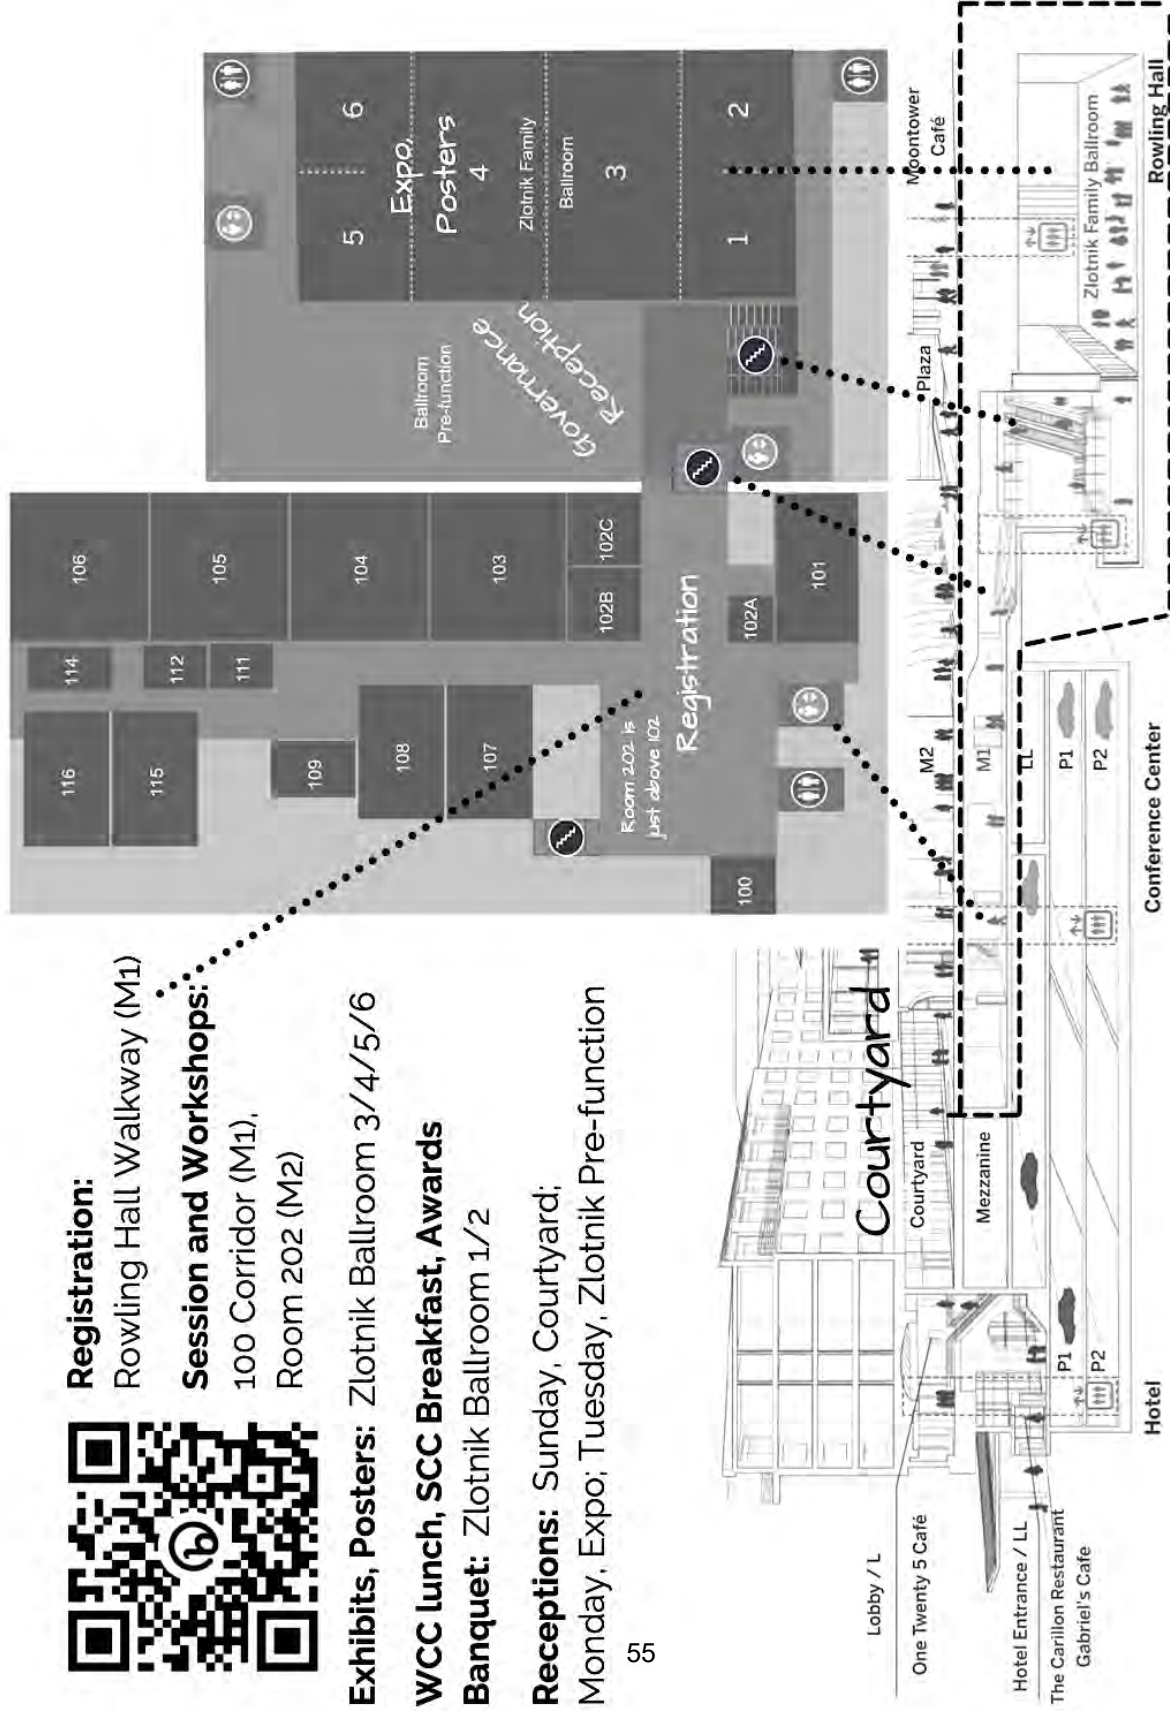 Registration:
Rowling Hall Walkway (M1)
Session and Workshops:
100 Corridor (M1),
Room 202 (M2)
Exhibits, Posters: Zlotnik Ballroom 3/4/5/6
WCC lunch, SCC Breakfast, Awards
Banquet: Zlotnik Ballroom 1/2
Receptions: Sunday, Courtyard;
Monday, Expo; Tuesday, Zlotnik Pre-function
106
105
104
103
102C
102B
102A
101
114
112
111
116
115
109
108
107
100
Room 202 is
just above 102
Registration
Ballroom
Pre-function
Governance
Reception
5
6
Expo,
Posters
4
Zlotnik Family
Ballroom
3
1
2
Courtyard
Lobby / L
One Twenty 5 Café
Hotel Entrance / LL
The Carillon Restaurant
Gabriel's Cafe
Courtyard
Mezzanine
P1
P2
M2
M1
LL
P1
P2
Plaza
Moontower
Café
Zlotnik Family Ballroom
Hotel
Conference Center
Rowling Hall
55